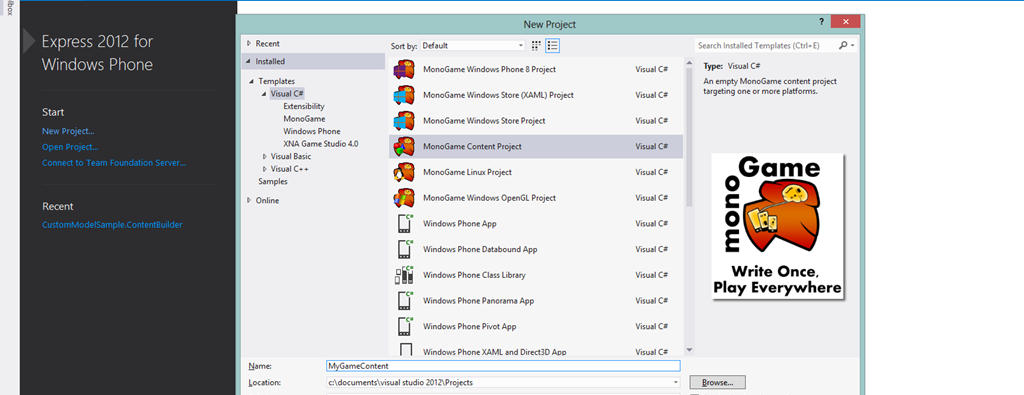 lbox
Express 2012 for
Windows Phone
Start
New Project...
Open Project...
Connect to Team Foundation Server...
Recent
CustomModelSample.ContentBuilder
New Project
?
Recent
Installed
Templates
Visual C#
Extensibility
MonoGame
Windows Phone
XNA Game Studio 4.0
Visual Basic
Visual C++
Samples
Online
Sort by: Default
Search Installed Templates (Ctrl+E)
MonoGame Windows Phone 8 Project Visual C#
MonoGame Windows Store (XAML) Project Visual C#
MonoGame Windows Store Project Visual C#
MonoGame Content Project Visual C#
MonoGame Linux Project Visual C#
MonoGame Windows OpenGL Project Visual C#
Windows Phone App Visual C#
Windows Phone Databound App Visual C#
Windows Phone Class Library Visual C#
Windows Phone Panorama App Visual C#
Windows Phone Pivot App Visual C#
Windows Phone XAML and Direct3D App Visual C#
Type: Visual C#
An empty MonoGame content project
targeting one or more platforms.
monoGame
Write Once,
Play Everywhere
Name: MyGameContent
Location: c:\documents\visual studio 2012\Projects
Browse...